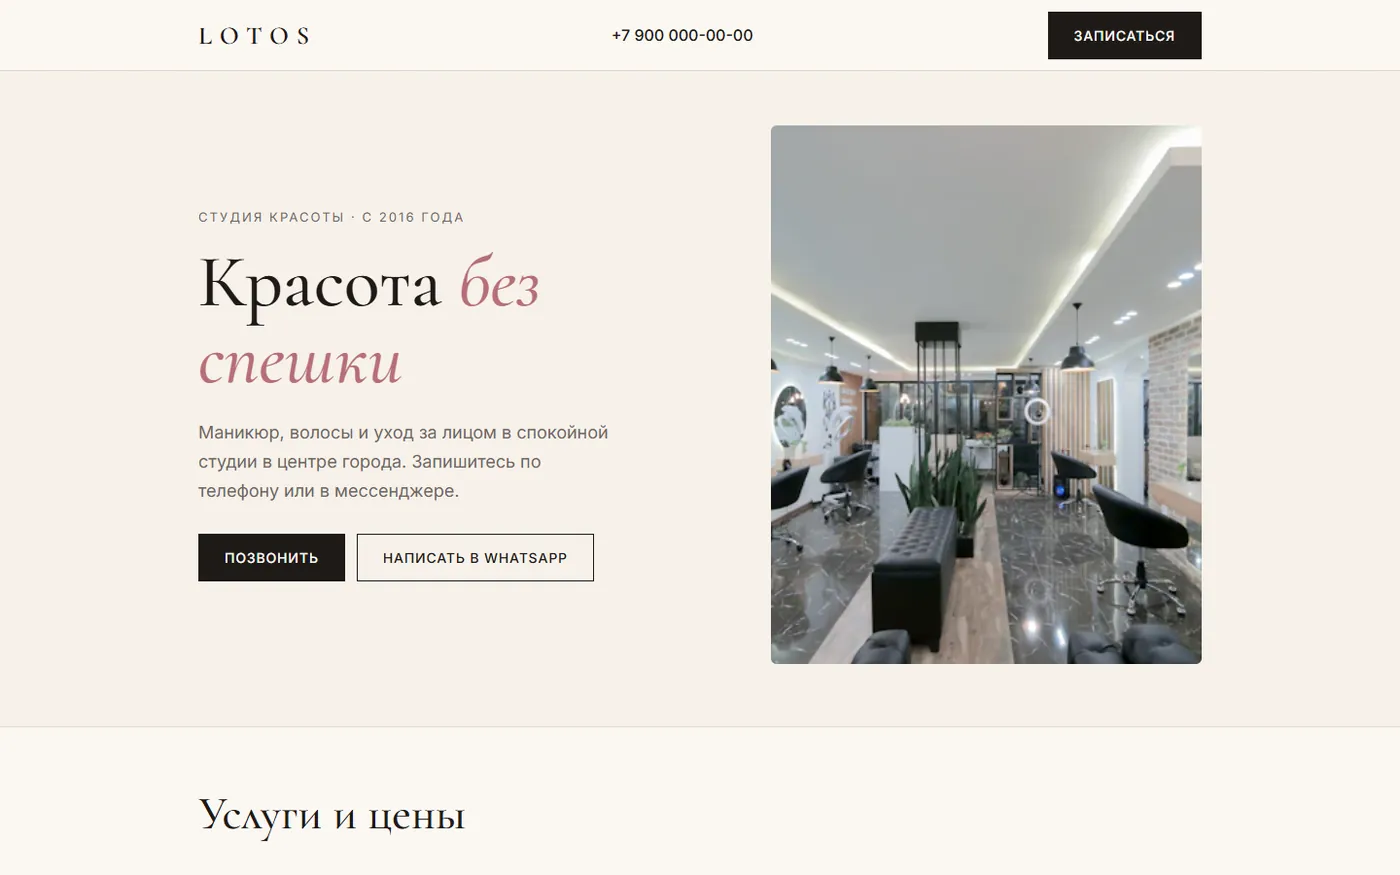 LOTOS
+7 900 000-00-00
ЗАПИСАТЬСЯ
СТУДИЯ КРАСОТЫ · С 2016 ГОДА
Красота без
спешки
Маникюр, волосы и уход за лицом в спокойной
студии в центре города. Запишитесь по
телефону или в мессенджере.
ПОЗВОНИТЬ
НАПИСАТЬ В WHATSAPP
Услуги и цены